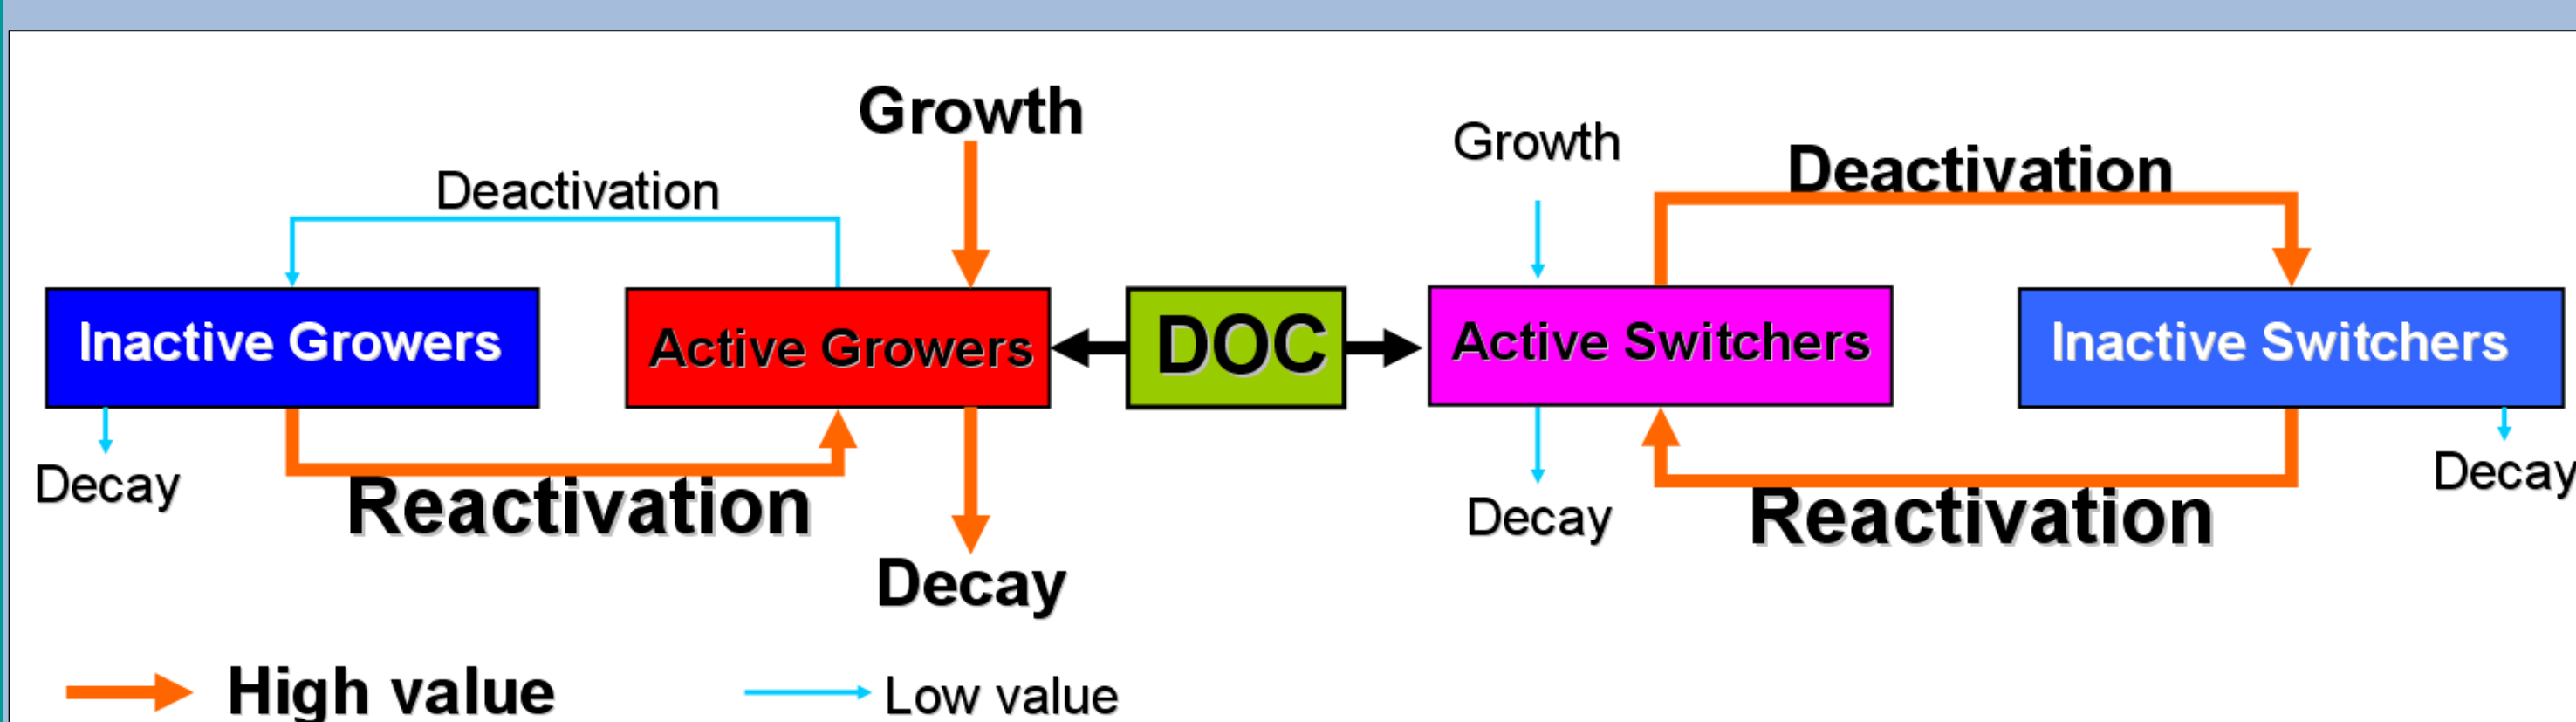 Growth
Growth
Deactivation
Deactivation
Inactive Growers
Active Growers
DOC
Active Switchers
Inactive Switchers
Decay
Reactivation
Decay
Decay
Reactivation
Decay
High value
Low value